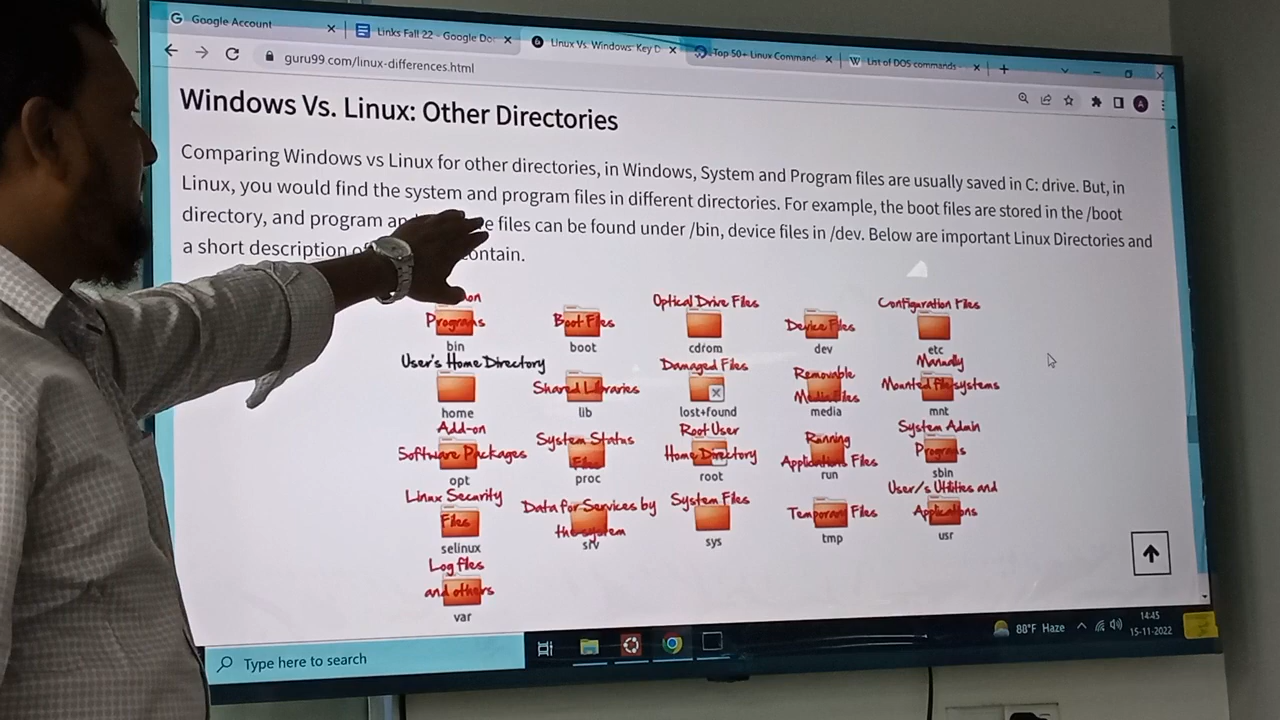 Google Account
Links Fall 22 - Google Do
Linux Vs. Windows: Key D
Top 50+ Linux Command
List of DOS commands -
guru99.com/linux-differences.html
Windows Vs. Linux: Other Directories
Comparing Windows vs Linux for other directories, in Windows, System and Program files are usually saved in C: drive. But, in
Linux, you would find the system and program files in different directories. For example, the boot files are stored in the /boot
directory, and program an e files can be found under /bin, device files in /dev. Below are important Linux Directories and
a short description ontain.
on
Programs
bin
Boot Files
boot
Optical Drive Files
cdrom
Device Files
dev
Configuration Files
etc
User's Home Directory
home
Shared Libraries
lib
Damaged Files
lost+found
Removable
Media Files
media
Manually
Mounted filesystems
mnt
Add-on
Software Packages
opt
System Status
Files
proc
Root User
Home Directory
root
Running
Applications Files
run
System Admin
Programs
sbin
Linux Security
Files
selinux
Data for Services by
the system
srv
System Files
sys
Temporary Files
tmp
User/s Utilities and
Applications
usr
Log files
and others
var
Type here to search
88°F Haze
14:45
15-11-2022